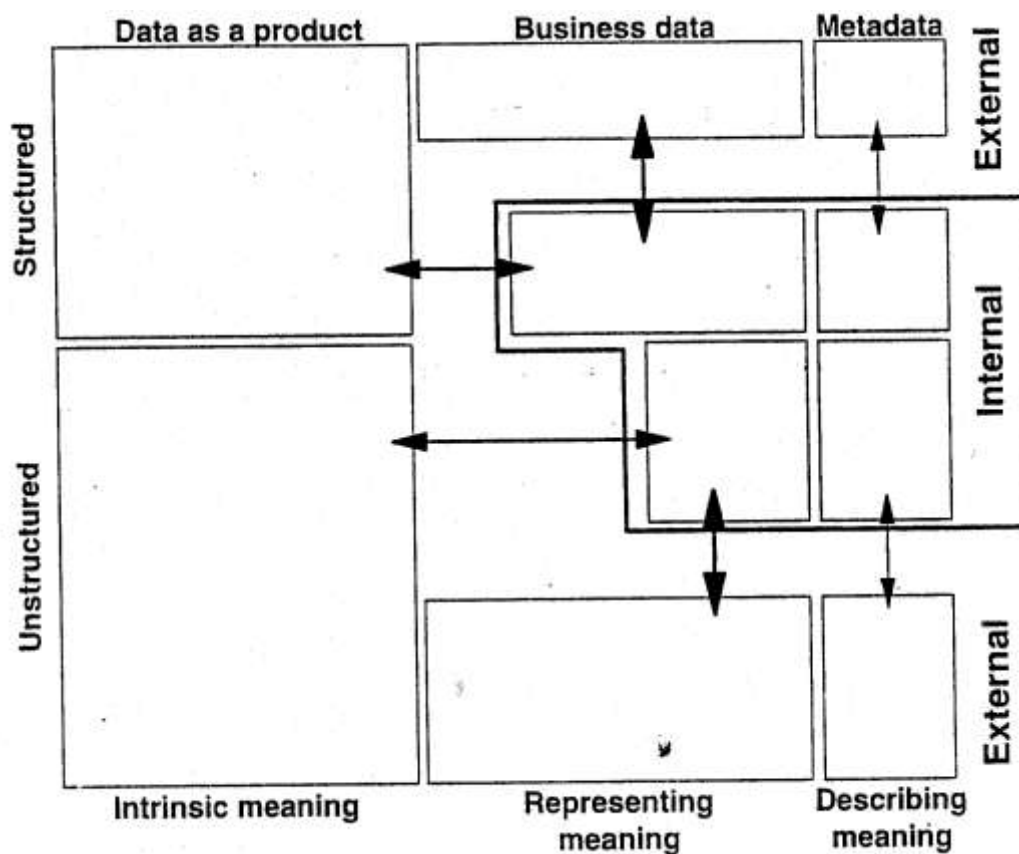 Data as a product
Business data
Metadata
External
Structured
Internal
Unstructured
External
Intrinsic meaning
Representing
meaning
Describing
meaning